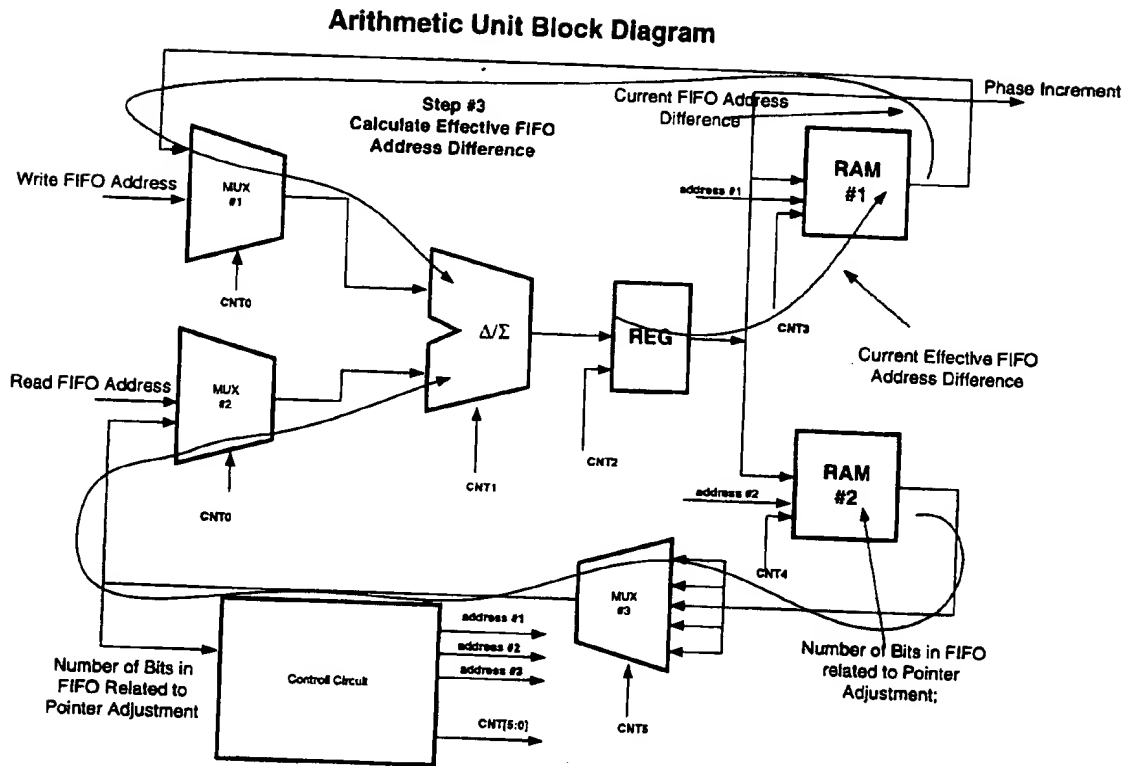 Arithmetic Unit Block Diagram
Step #3
Calculate Effective FIFO
Address Difference
Current FIFO Address
Difference
Phase Increment
Write FIFO Address
MUX
#1
CNT0
address #1
RAM
#1
CNT3
Δ/Σ
REG
Current Effective FIFO
Address Difference
Read FIFO Address
MUX
#2
CNT0
CNT1
CNT2
address #2
RAM
#2
CNT4
MUX
#3
CNT5
Number of Bits in FIFO
related to Pointer
Adjustment;
Number of Bits in
FIFO Related to
Pointer Adjustment
Controll Circuit
address #1
address #2
address #3
CNT[5:0]